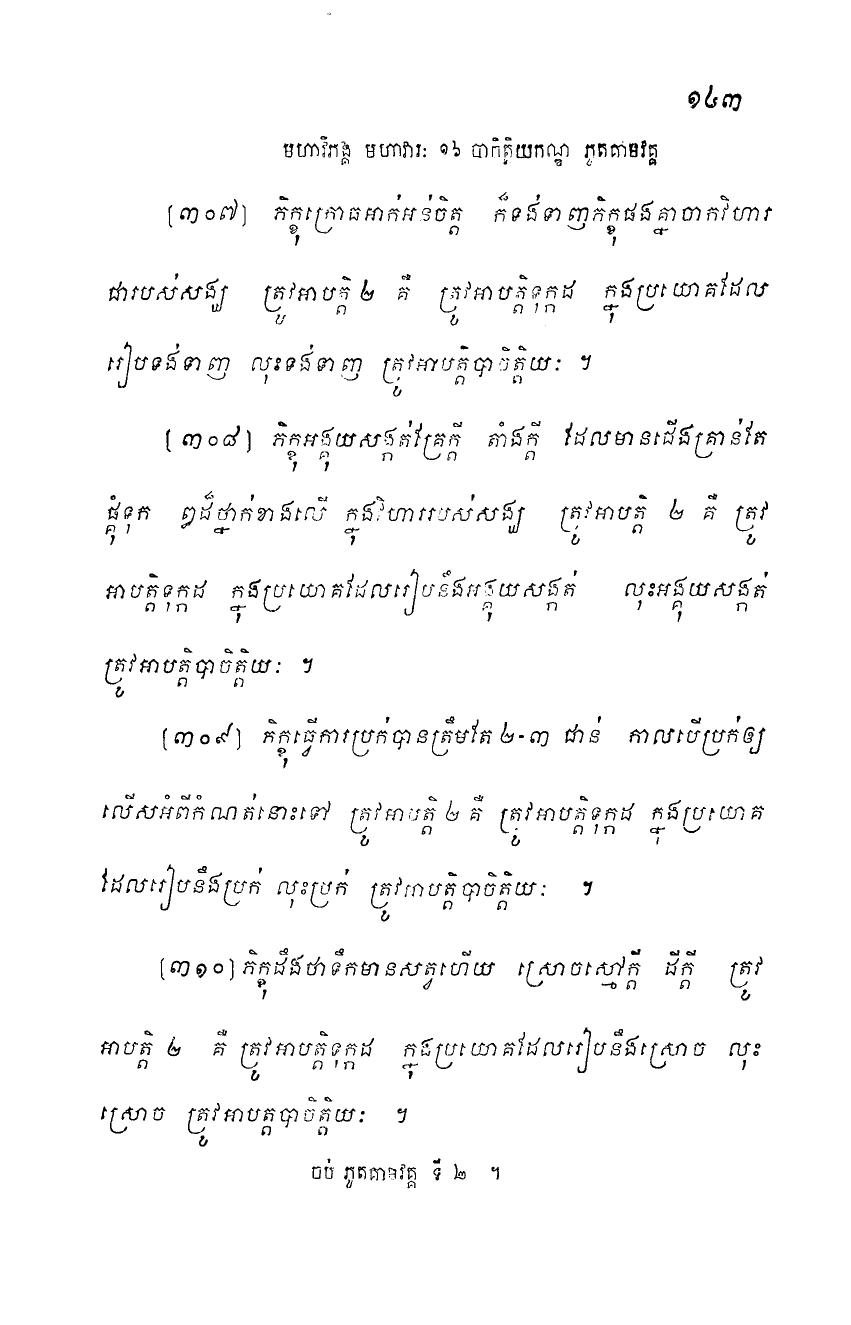 ១៤៣
មហាវិភង្គ មហាវារៈ ១៦ បាចិត្តិយកណ្ឌ ភូតគាមវគ្គ
[៣០៧] ភិក្ខុក្រោធអាក់អន់ចិត្ត ក៏ទង់ទាញភិក្ខុផងគ្នាចាកវិហារ
ជារបស់សង្ឃ ត្រូវអាបត្តិ ២ គឺ ត្រូវអាបត្តិទុក្កដ ក្នុងប្រយោគដែល
រៀបទង់ទាញ លុះទង់ទាញ ត្រូវអាបត្តិបាចិត្តិយៈ ។
[៣០៨] ភិក្ខុអង្គុយសង្កត់គ្រែក្តី តាំងក្តី ដែលមានជើងគ្រាន់តែ
ផ្គុំទុក ឰដ៏ថ្នាក់ខាងលើ ក្នុងវិហាររបស់សង្ឃ ត្រូវអាបត្តិ ២ គឺ ត្រូវ
អាបត្តិទុក្កដ ក្នុងប្រយោគដែលរៀបនឹងអង្គុយសង្កត់ លុះអង្គុយសង្កត់
ត្រូវអាបត្តិបាចិត្តិយៈ ។
[៣០៩] ភិក្ខុធ្វើការប្រក់បានត្រឹមតែ ២-៣ ជាន់ កាលបើប្រក់ឲ្យ
លើសអំពីកំណត់នោះទៅ ត្រូវអាបត្តិ ២ គឺ ត្រូវអាបត្តិទុក្កដ ក្នុងប្រយោគ
ដែលរៀបនឹងប្រក់ លុះប្រក់ ត្រូវអាបត្តិបាចិត្តិយៈ ។
[៣១០] ភិក្ខុដឹងថាទឹកមានសត្វហើយ ស្រោចស្មៅក្តី ដីក្តី ត្រូវ
អាបត្តិ ២ គឺ ត្រូវអាបត្តិទុក្កដ ក្នុងប្រយោគដែលរៀបនឹងស្រោច លុះ
ស្រោច ត្រូវអាបត្តបាចិត្តិយៈ ។
ចប់ ភូតគាមវគ្គ ទី ២ ។